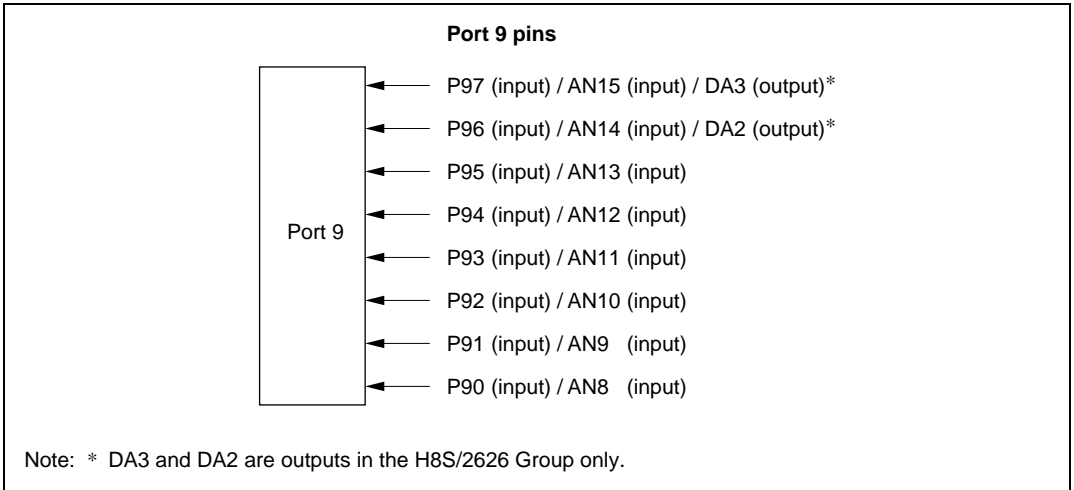 Port 9 pins
P97 (input) / AN15 (input) / DA3 (output)*
P96 (input) / AN14 (input) / DA2 (output)*
P95 (input) / AN13 (input)
P94 (input) / AN12 (input)
Port 9
P93 (input) / AN11 (input)
P92 (input) / AN10 (input)
P91 (input) / AN9 (input)
P90 (input) / AN8 (input)
Note: * DA3 and DA2 are outputs in the H8S/2626 Group only.